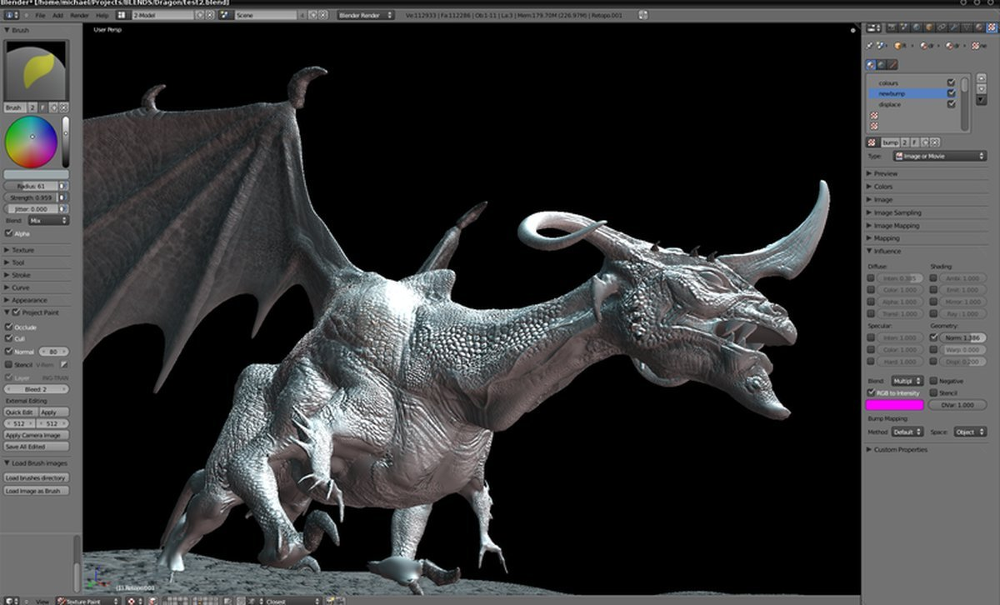 Blender* [/home/michael/Projects/BLENDS/Dragon/test2.blend]
File Add Render Help 2-Model Scene 4 Blender Render Ve:112933 | Fa:112286 | Ob:1-11 | La:3 | Mem:179.70M (226.97M) | Retopo.001
Brush
User Persp
Brush 2 F
Radius: 61
Strength: 0.959
Jitter: 0.000
Blend: Mix
Alpha
Texture
Tool
Stroke
Curve
Appearance
Project Paint
Occlude
Cull
Normal 80
Stencil
Layer
Bleed: 2
External Editing
Quick Edit Apply
512 512
Apply Camera Image
Save All Edited
Load Brush images
Load brushes directory
Load Image as Brush
(1) Retopo.001
View Texture Paint Closest
colours
newbump
displace
bump 2 F
Type: Image or Movie
Preview
Colors
Image
Image Sampling
Image Mapping
Mapping
Influence
Diffuse: Shading:
Inten: 0.385 Ambi: 1.000
Color: 1.000 Emit: 1.000
Alpha: 1.000 Mirror: 1.000
Transl: 1.000 Ray: 1.000
Specular: Geometry:
Inten: 1.000 Norm: 1.386
Color: 1.000 Warp: 0.000
Hard: 1.000 Displ: 0.200
Blend: Multipl Negative
RGB to Intensity Stencil
DVar: 1.000
Bump Mapping
Method Default Space: Object
Custom Properties